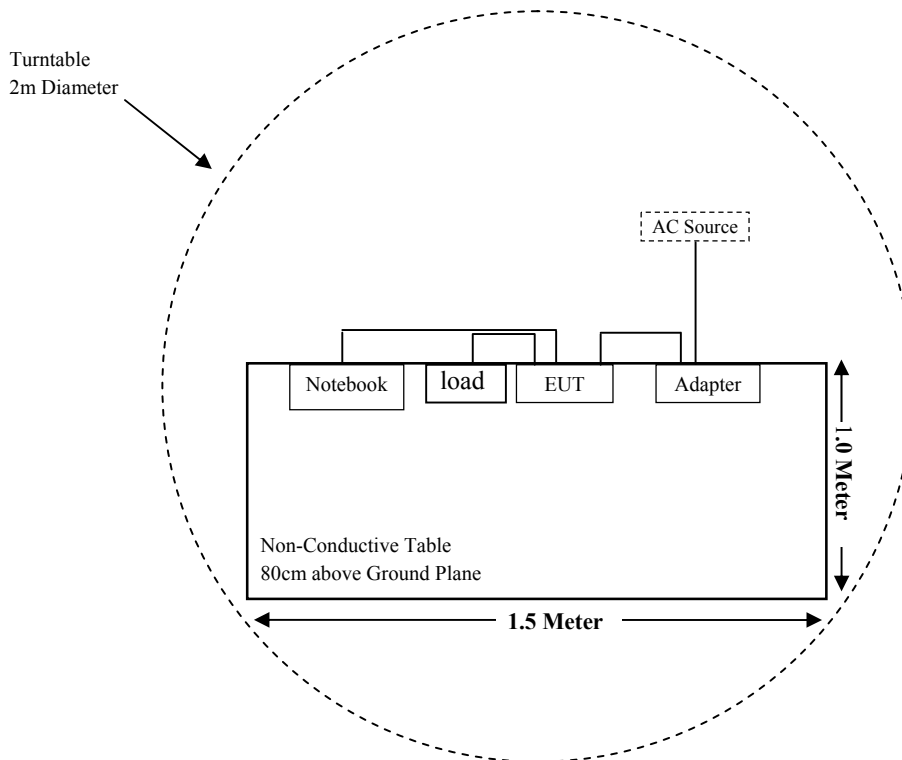 Turntable
2m Diameter
AC Source
Notebook
load
EUT
Adapter
1.0 Meter
Non-Conductive Table
80cm above Ground Plane
1.5 Meter